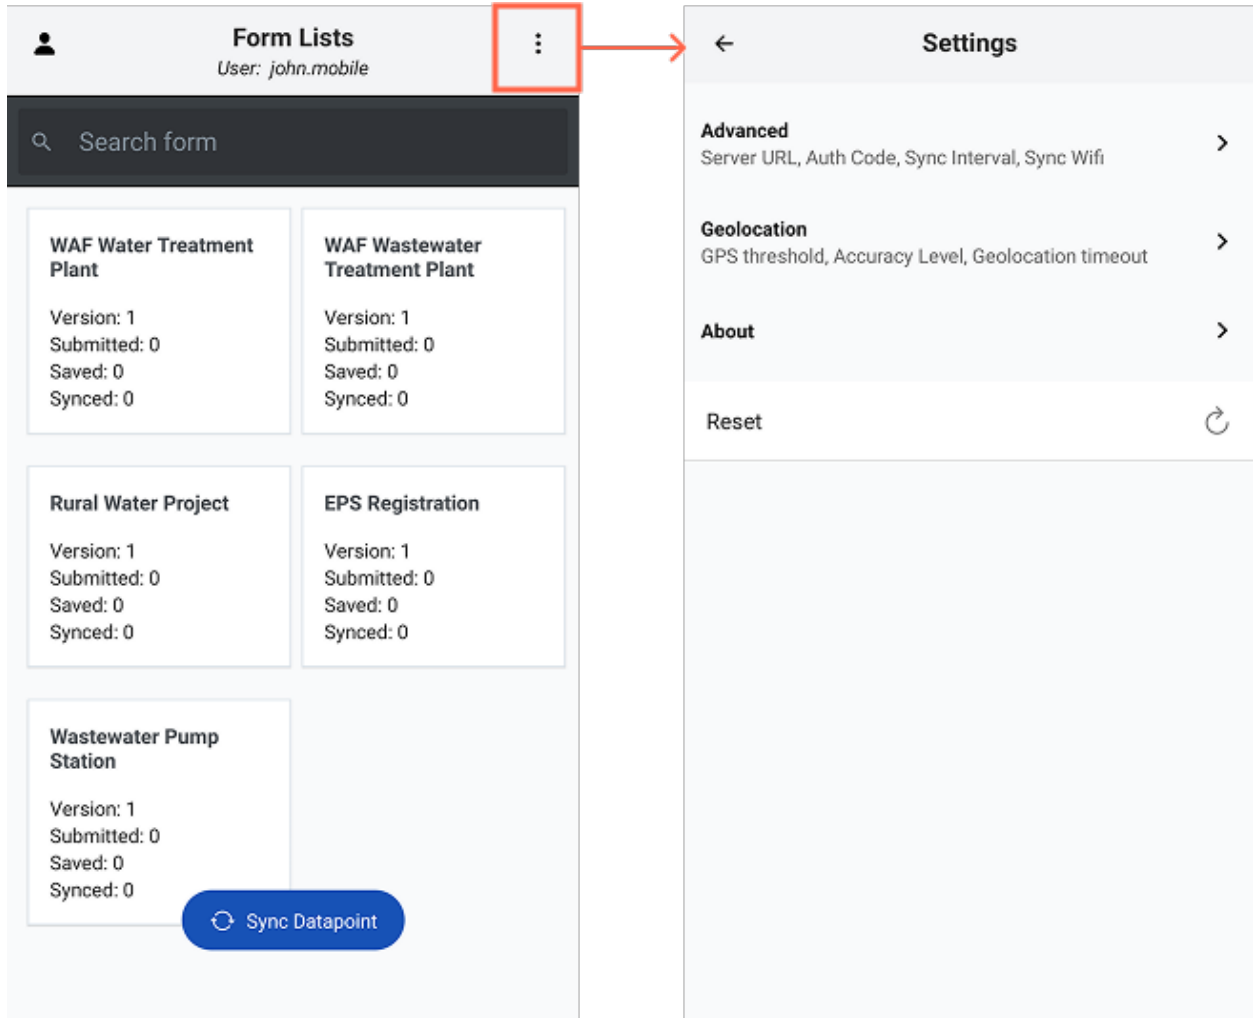 Form Lists
User: john.mobile
Search form
WAF Water Treatment
Plant
Version: 1
Submitted: 0
Saved: 0
Synced: 0
WAF Wastewater
Treatment Plant
Version: 1
Submitted: 0
Saved: 0
Synced: 0
Rural Water Project
Version: 1
Submitted: 0
Saved: 0
Synced: 0
EPS Registration
Version: 1
Submitted: 0
Saved: 0
Synced: 0
Wastewater Pump
Station
Version: 1
Submitted: 0
Saved: 0
Synced: 0
Sync Datapoint
Settings
Advanced
Server URL, Auth Code, Sync Interval, Sync Wifi
Geolocation
GPS threshold, Accuracy Level, Geolocation timeout
About
Reset